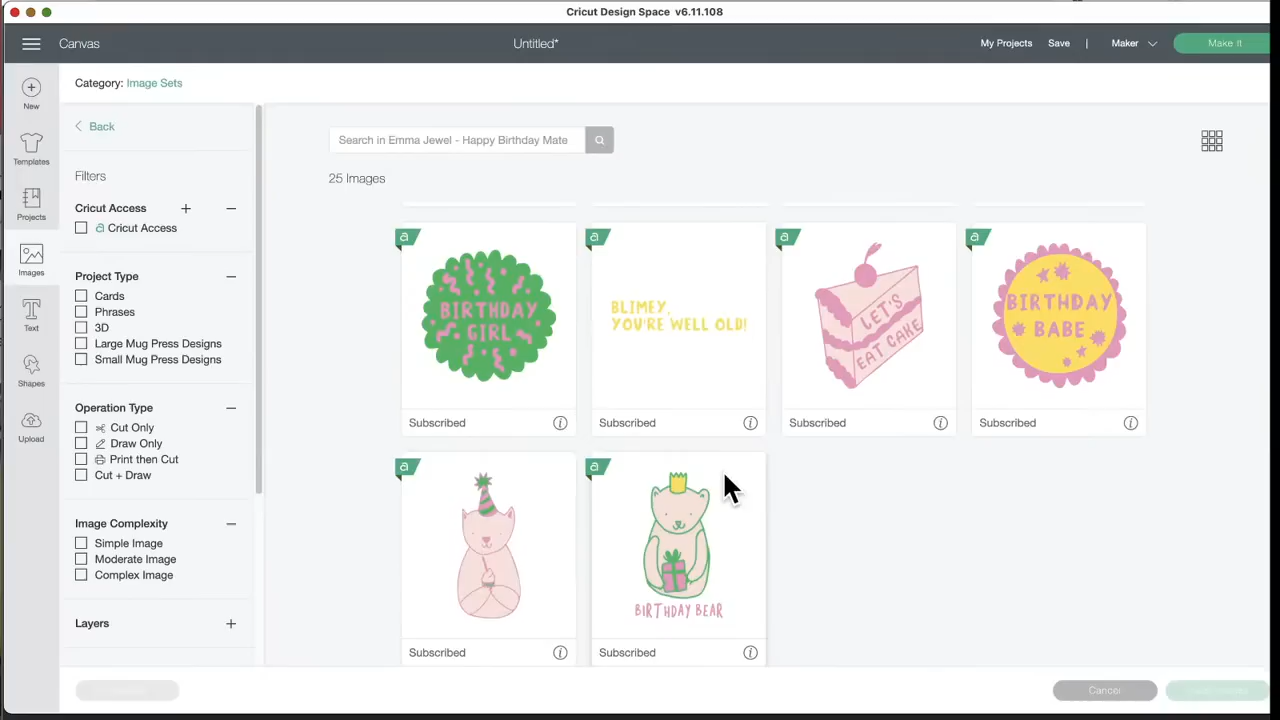 Cricut Design Space v6.11.108
Canvas
Untitled*
My Projects
Save
|
Maker
Make It
New
Templates
Projects
Images
Text
Shapes
Upload
Category: Image Sets
Back
Filters
Cricut Access
Cricut Access
Project Type
Cards
Phrases
3D
Large Mug Press Designs
Small Mug Press Designs
Operation Type
Cut Only
Draw Only
Print then Cut
Cut + Draw
Image Complexity
Simple Image
Moderate Image
Complex Image
Layers
Search in Emma Jewel - Happy Birthday Mate
25 Images
BIRTHDAY
GIRL
Subscribed
BLIMEY,
YOU'RE WELL OLD!
Subscribed
LET'S
EAT CAKE
Subscribed
BIRTHDAY
BABE
Subscribed
Subscribed
BIRTHDAY BEAR
Subscribed
Cancel